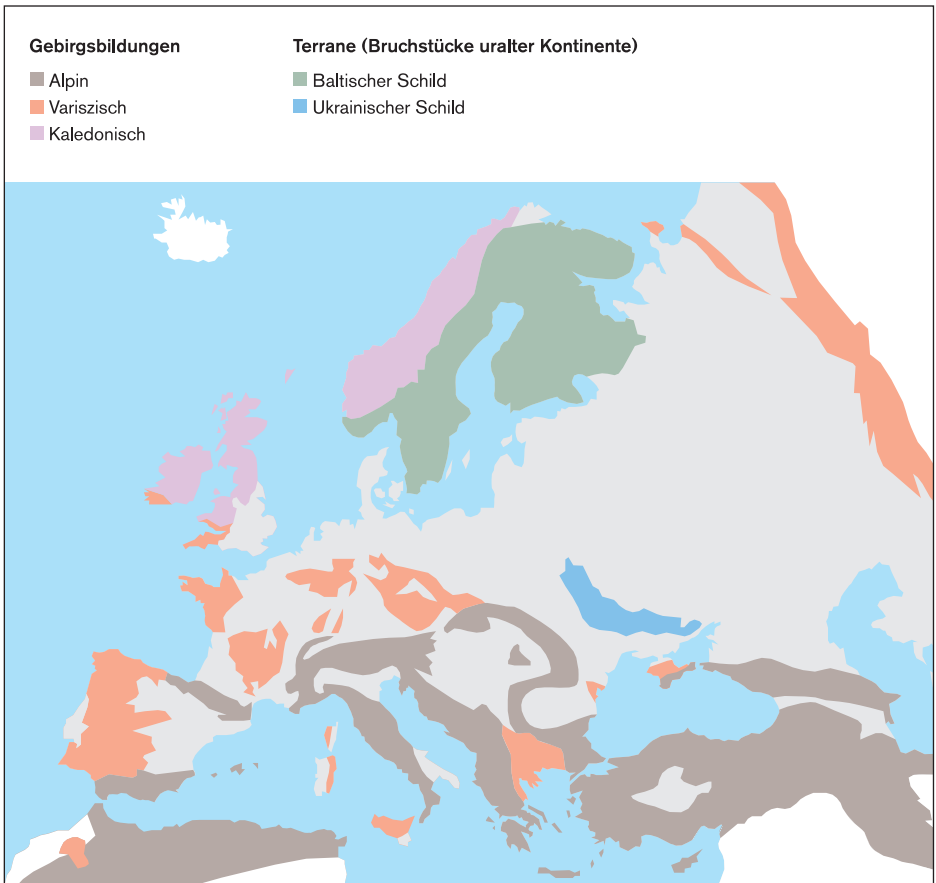 Gebirgsbildungen
Alpin
Variszisch
Kaledonisch
Terrane (Bruchstücke uralter Kontinente)
Baltischer Schild
Ukrainischer Schild